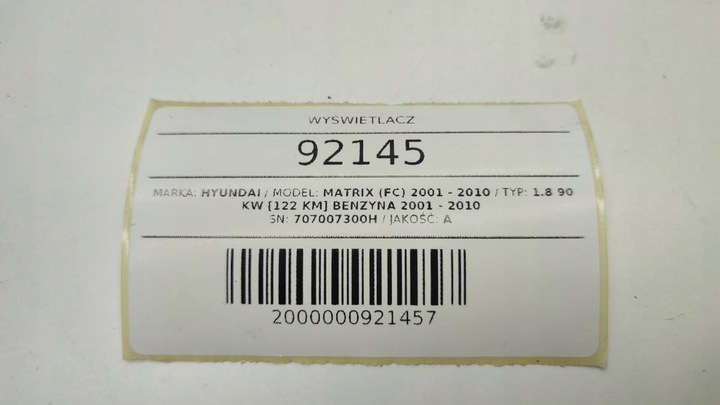 WYSWIETLACZ
92145
MARKA: HYUNDAI / MODEL: MATRIX (FC) 2001 - 2010 / TYP: 1.8 90
KW [122 KM] BENZYNA 2001 - 2010
SN: 707007300H / JAKOŚĆ: A
2000000921457